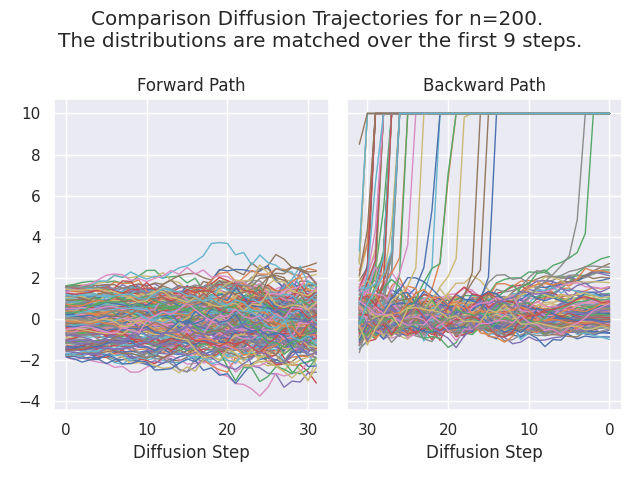 Comparison Diffusion Trajectories for n=200.
The distributions are matched over the first 9 steps.
Forward Path
Backward Path
10
8
6
4
2
0
−2
−4
0
10
20
30
30
20
10
0
Diffusion Step
Diffusion Step